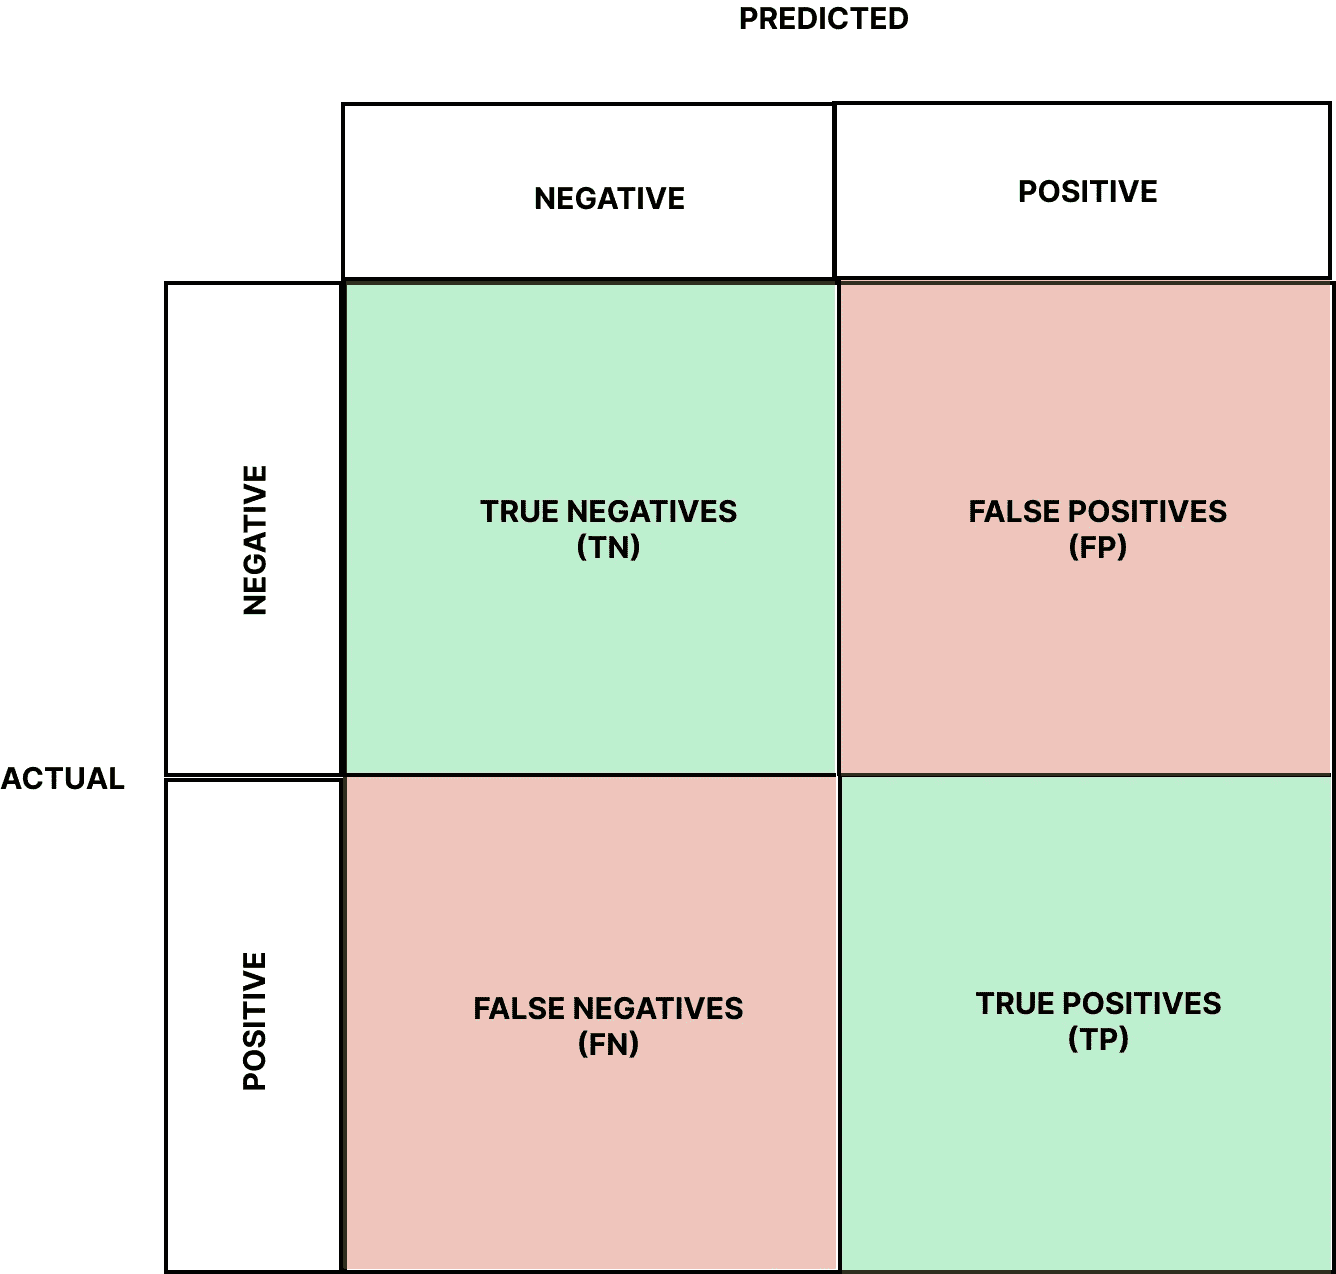 PREDICTED
NEGATIVE
POSITIVE
NEGATIVE
TRUE NEGATIVES
(TN)
FALSE POSITIVES
(FP)
ACTUAL
POSITIVE
FALSE NEGATIVES
(FN)
TRUE POSITIVES
(TP)